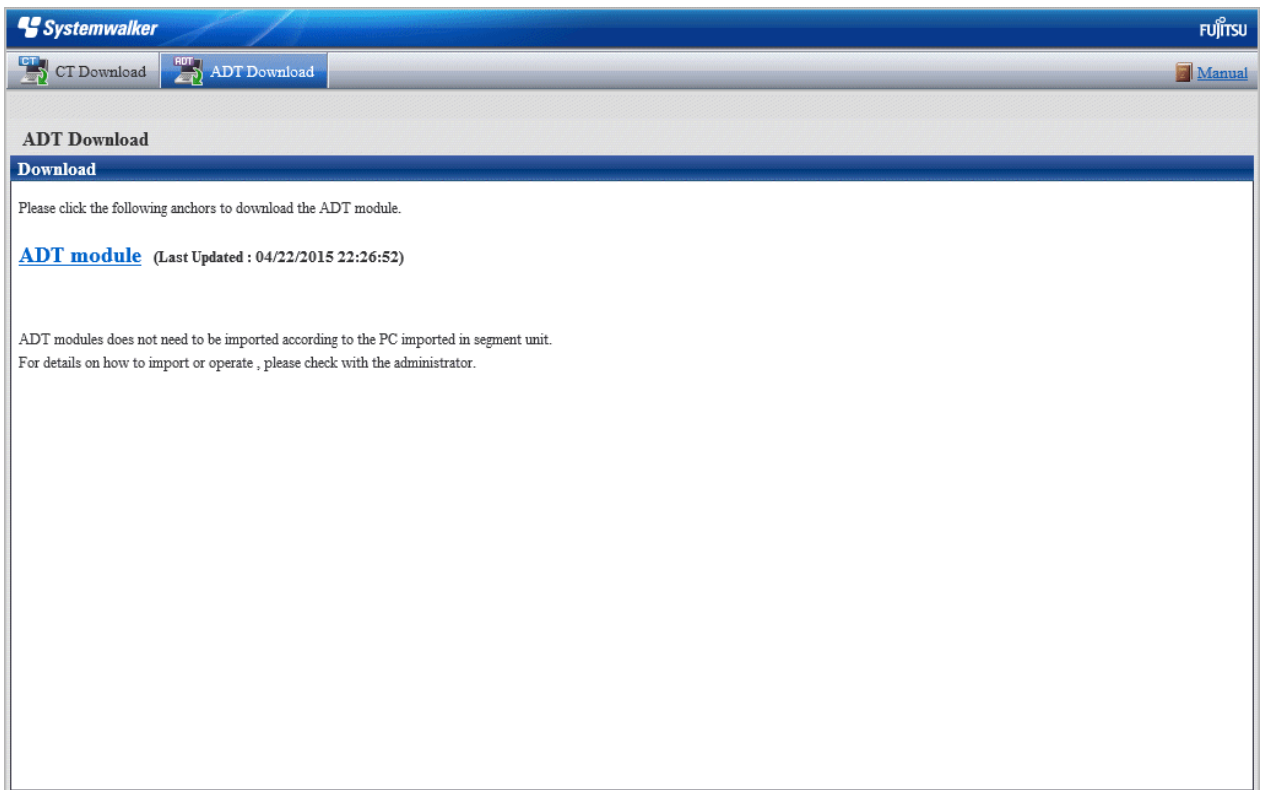 Systemwalker
FUJITSU
CT
CT Download
ADT
ADT Download
Manual
ADT Download
Download
Please click the following anchors to download the ADT module.
ADT module (Last Updated : 04/22/2015 22:26:52)
ADT modules does not need to be imported according to the PC imported in segment unit.
For details on how to import or operate , please check with the administrator.